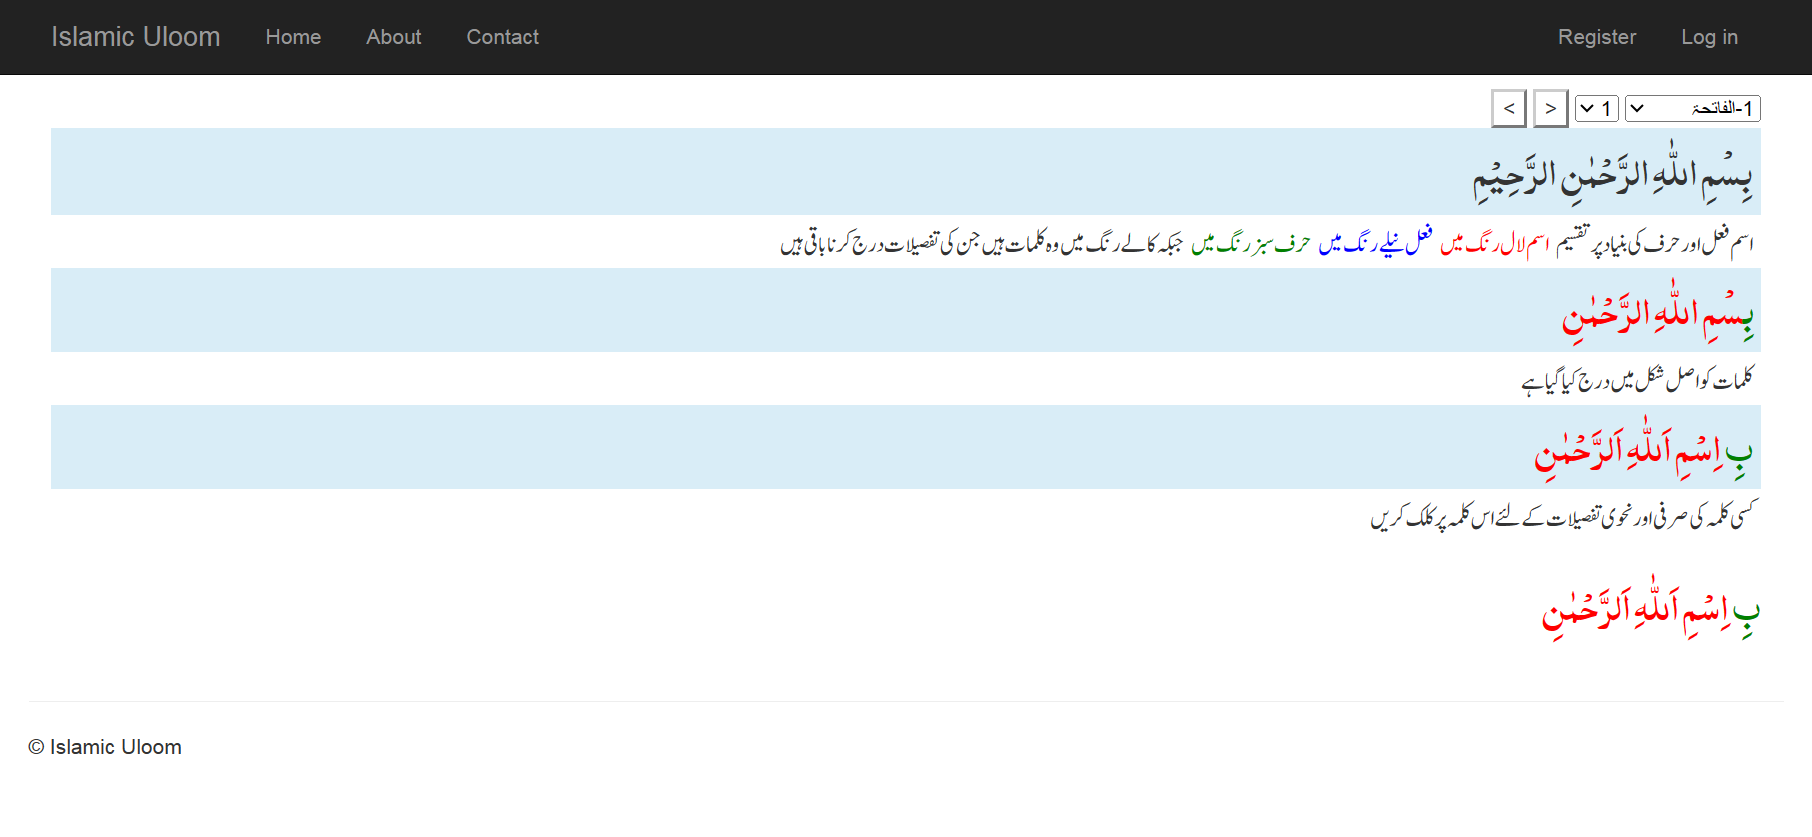 Islamic Uloom Home About Contact Register Log in
1-الفاتحۃ 1 < >
بِسۡمِ اللّٰہِ الرَّحۡمٰنِ الرَّحِیۡمِ
اسم فعل اور حرف کی بنیاد پر تقسیم اسم لال رنگ میں فعل نیلے رنگ میں حرف سبز رنگ میں جبکہ کالے رنگ میں وہ کلمات ہیں جن کی تفصیلات درج کرنا باقی ہیں
بِسۡمِ اللّٰہِ الرَّحۡمٰنِ
کلمات کو اصل شکل میں درج کیا گیا ہے
بِ اِسۡمِ اَللّٰہِ اَلرَّحۡمٰنِ
کسی کلمہ کی صرفی اور نحوی تفصیلات کے لئے اس کلمہ پر کلک کریں
بِ اِسۡمِ اَللّٰہِ اَلرَّحۡمٰنِ
© Islamic Uloom